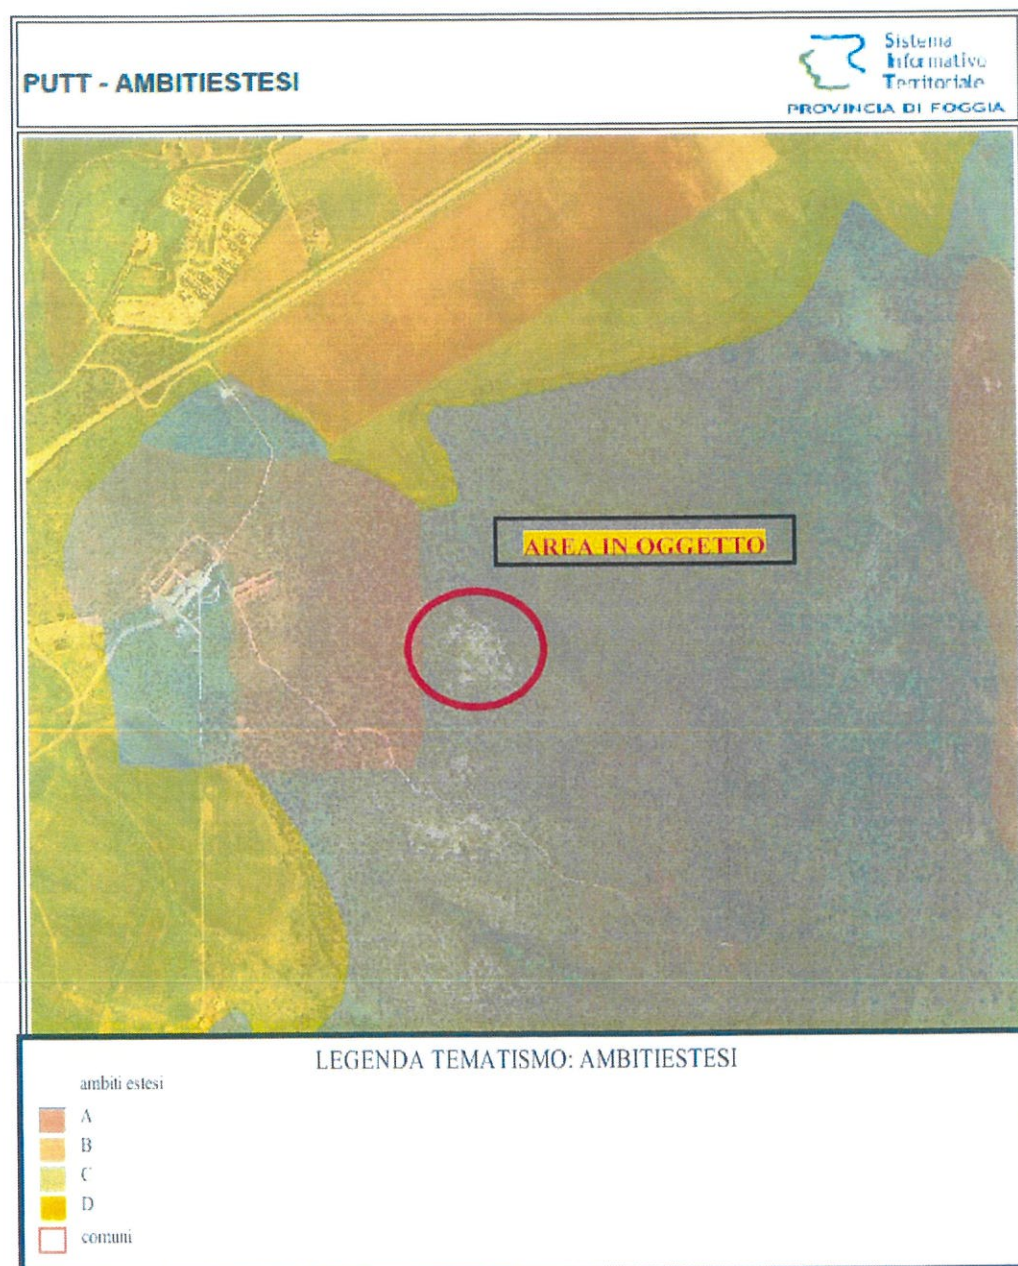 PUTT - AMBITIESTESI
Sistema
Informativo
Territoriale
PROVINCIA DI FOGGIA
AREA IN OGGETTO
LEGENDA TEMATISMO: AMBITIESTESI
ambiti estesi
A
B
C
D
comuni